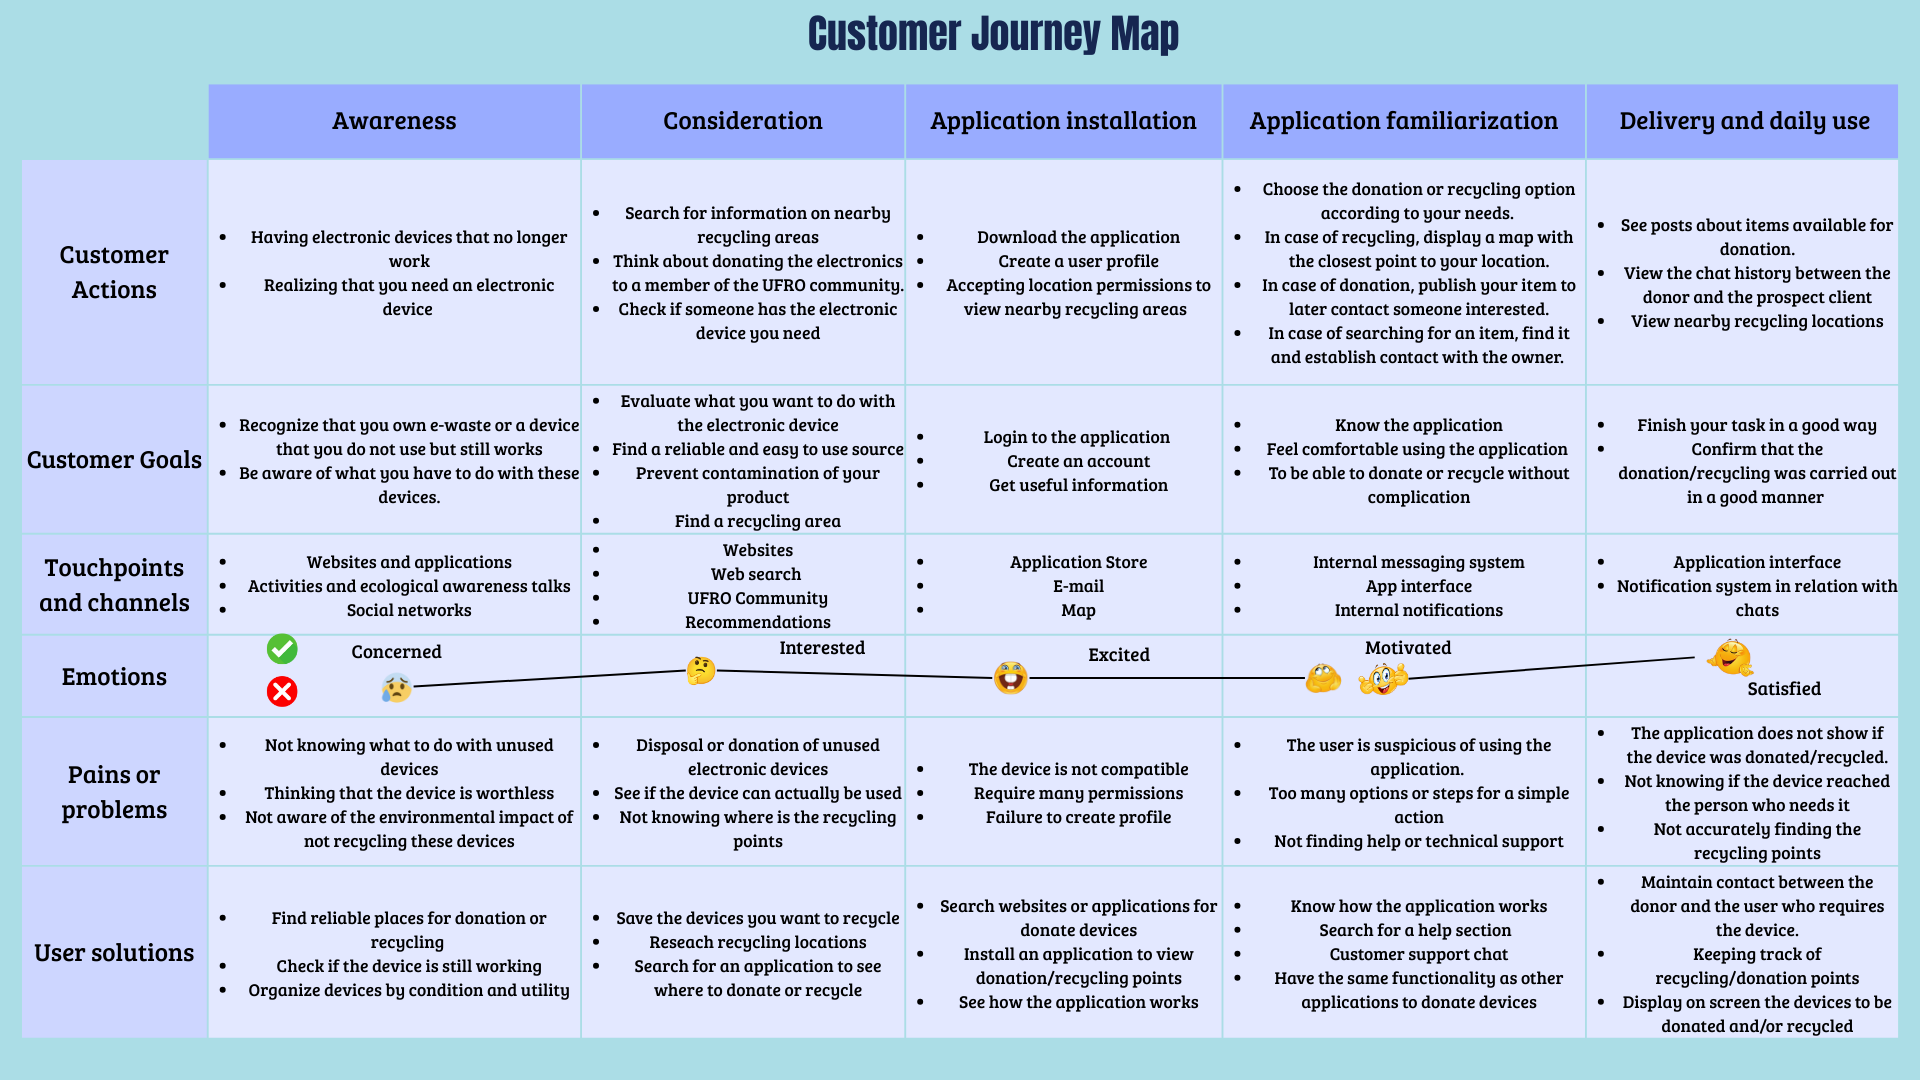 Customer Journey Map
Awareness
Consideration
Application installation
Application familiarization
Delivery and daily use
Customer
Actions
Having electronic devices that no longer
work
Realizing that you need an electronic
device
Search for information on nearby
recycling areas
Think about donating the electronics
to a member of the UFRO community.
Check if someone has the electronic
device you need
Download the application
Create a user profile
Accepting location permissions to
view nearby recycling areas
Choose the donation or recycling option
according to your needs.
In case of recycling, display a map with
the closest point to your location.
In case of donation, publish your item to
later contact someone interested.
In case of searching for an item, find it
and establish contact with the owner.
See posts about items available for
donation.
View the chat history between the
donor and the prospect client
View nearby recycling locations
Customer Goals
Recognize that you own e-waste or a device
that you do not use but still works
Be aware of what you have to do with these
devices.
Evaluate what you want to do with
the electronic device
Find a reliable and easy to use source
Prevent contamination of your
product
Find a recycling area
Login to the application
Create an account
Get useful information
Know the application
Feel comfortable using the application
To be able to donate or recycle without
complication
Finish your task in a good way
Confirm that the
donation/recycling was carried out
in a good manner
Touchpoints
and channels
Websites and applications
Activities and ecological awareness talks
Social networks
Websites
Web search
UFRO Community
Recommendations
Application Store
E-mail
Map
Internal messaging system
App interface
Internal notifications
Application interface
Notification system in relation with
chats
Emotions
Concerned
Interested
Excited
Motivated
Satisfied
Pains or
problems
Not knowing what to do with unused
devices
Thinking that the device is worthless
Not aware of the environmental impact of
not recycling these devices
Disposal or donation of unused
electronic devices
See if the device can actually be used
Not knowing where is the recycling
points
The device is not compatible
Require many permissions
Failure to create profile
The user is suspicious of using the
application.
Too many options or steps for a simple
action
Not finding help or technical support
The application does not show if
the device was donated/recycled.
Not knowing if the device reached
the person who needs it
Not accurately finding the
recycling points
User solutions
Find reliable places for donation or
recycling
Check if the device is still working
Organize devices by condition and utility
Save the devices you want to recycle
Reseach recycling locations
Search for an application to see
where to donate or recycle
Search websites or applications for
donate devices
Install an application to view
donation/recycling points
See how the application works
Know how the application works
Search for a help section
Customer support chat
Have the same functionality as other
applications to donate devices
Maintain contact between the
donor and the user who requires
the device.
Keeping track of
recycling/donation points
Display on screen the devices to be
donated and/or recycled